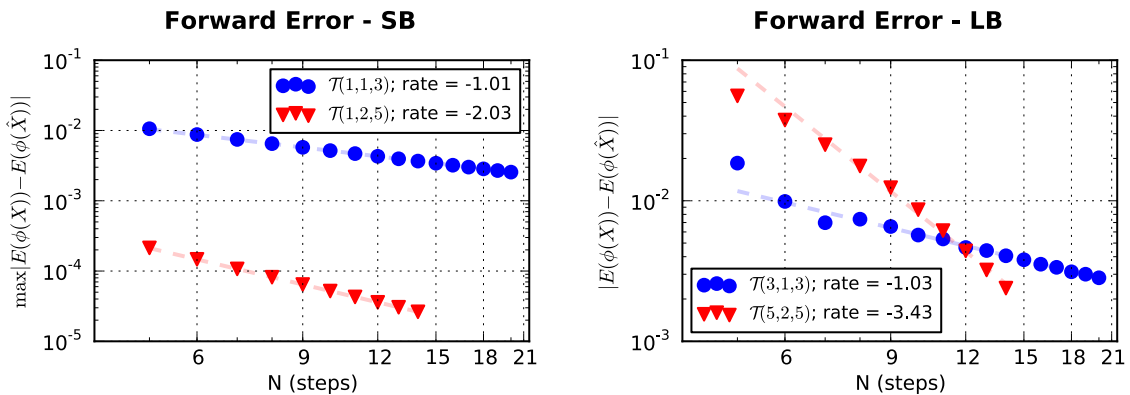 Forward Error - SB
max|E(ϕ(X))−E(ϕ(X̂))|
10⁻¹
10⁻²
10⁻³
10⁻⁴
10⁻⁵
𝒯(1,1,3); rate = -1.01
𝒯(1,2,5); rate = -2.03
6 9 12 15 18 21
N (steps)
Forward Error - LB
|E(ϕ(X))−E(ϕ(X̂))|
10⁻¹
10⁻²
10⁻³
𝒯(3,1,3); rate = -1.03
𝒯(5,2,5); rate = -3.43
6 9 12 15 18 21
N (steps)